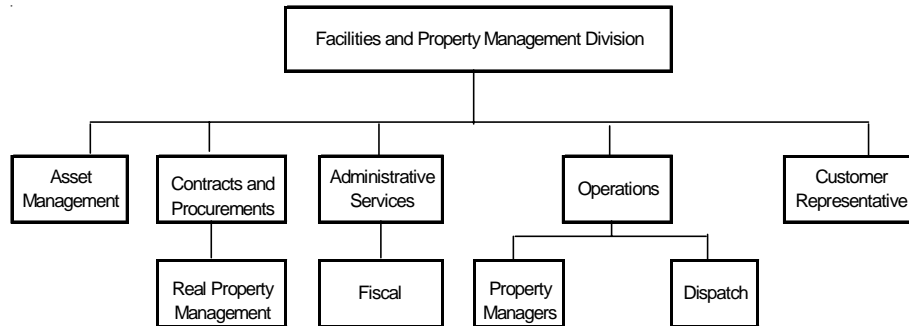 Facilities and Property Management Division
Asset
Management
Contracts and
Procurements
Administrative
Services
Operations
Customer
Representative
Real Property
Management
Fiscal
Property
Managers
Dispatch